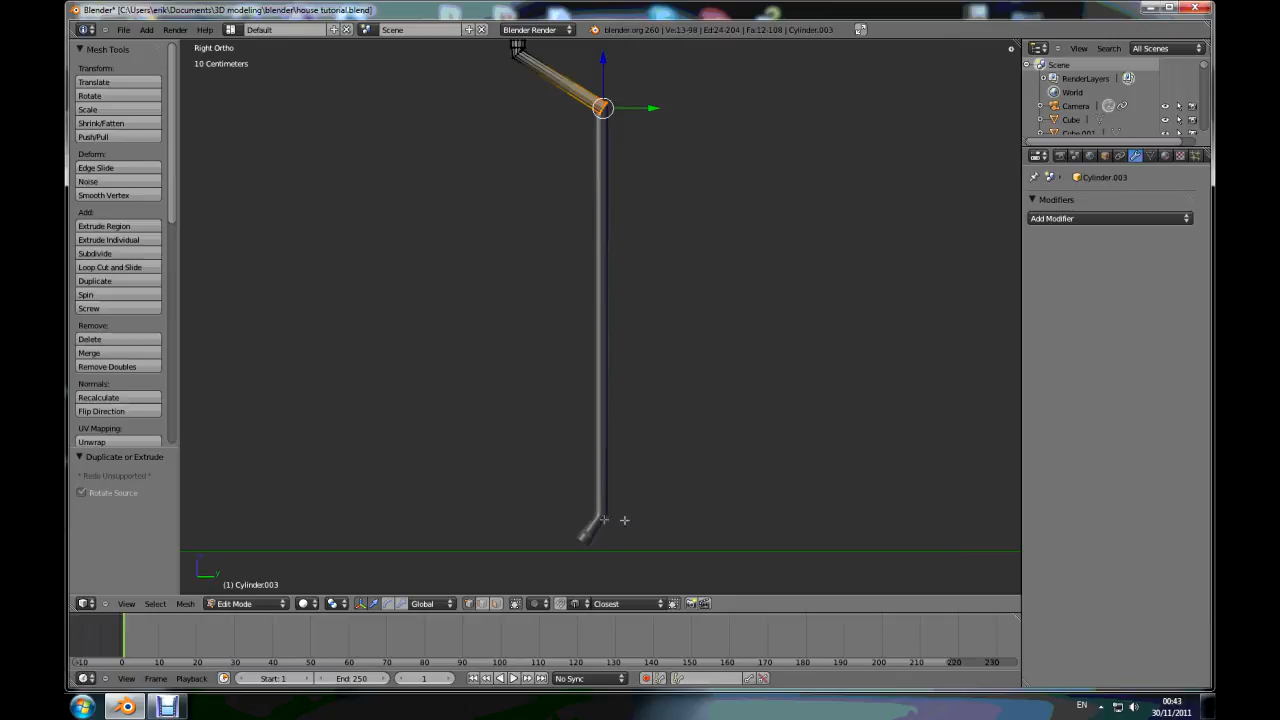 Blender* [C:\Users\erik\Documents\3D modeling\blender\house tutorial.blend]
File Add Render Help Default Scene Blender Render blender.org 260 | Ve:13-98 | Ed:24-204 | Fa:12-108 | Cylinder.003
View Search All Scenes
Mesh Tools
Transform:
Translate
Rotate
Scale
Shrink/Fatten
Push/Pull
Deform:
Edge Slide
Noise
Smooth Vertex
Add:
Extrude Region
Extrude Individual
Subdivide
Loop Cut and Slide
Duplicate
Spin
Screw
Remove:
Delete
Merge
Remove Doubles
Normals:
Recalculate
Flip Direction
UV Mapping:
Unwrap
Duplicate or Extrude
* Redo Unsupported *
Rotate Source
Right Ortho
10 Centimeters
y
(1) Cylinder.003
Scene
RenderLayers
World
Camera
Cube
Cube.001
Cylinder.003
Modifiers
Add Modifier
View Select Mesh Edit Mode Global Closest
-10 0 10 20 30 40 50 60 70 80 90 100 110 120 130 140 150 160 170 180 190 200 210 220 230
View Frame Playback Start: 1 End: 250 1 No Sync
EN
00:43
30/11/2011